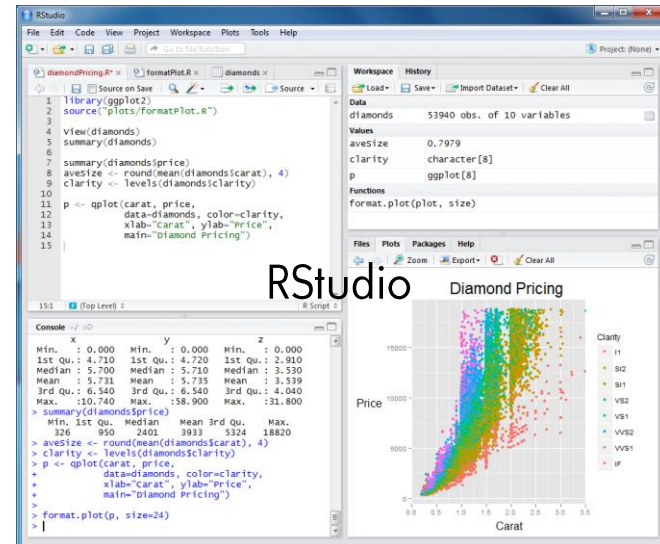 RStudio
File Edit Code View Project Workspace Plots Tools Help
Go to file/function
Project: (None)
diamondPricing.R* formatPlot.R diamonds
Source on Save Source
1 library(ggplot2)
2 source("plots/formatPlot.R")
3
4 View(diamonds)
5 summary(diamonds)
6
7 summary(diamonds$price)
8 aveSize <- round(mean(diamonds$carat), 4)
9 clarity <- levels(diamonds$clarity)
10
11 p <- qplot(carat, price,
12 data=diamonds, color=clarity,
13 xlab="Carat", ylab="Price",
14 main="Diamond Pricing")
15
15:1 (Top Level) R Script
Console ~/
x y z
Min. : 0.000 Min. : 0.000 Min. : 0.000
1st Qu.: 4.710 1st Qu.: 4.720 1st Qu.: 2.910
Median : 5.700 Median : 5.710 Median : 3.530
Mean : 5.731 Mean : 5.735 Mean : 3.539
3rd Qu.: 6.540 3rd Qu.: 6.540 3rd Qu.: 4.040
Max. :10.740 Max. :58.900 Max. :31.800
> summary(diamonds$price)
Min. 1st Qu. Median Mean 3rd Qu. Max.
326 950 2401 3933 5324 18820
> aveSize <- round(mean(diamonds$carat), 4)
> clarity <- levels(diamonds$clarity)
> p <- qplot(carat, price,
+ data=diamonds, color=clarity,
+ xlab="Carat", ylab="Price",
+ main="Diamond Pricing")
>
> format.plot(p, size=24)
>
Workspace History
Load Save Import Dataset Clear All
Data
diamonds 53940 obs. of 10 variables
Values
aveSize 0.7979
clarity character[8]
p ggplot[8]
Functions
format.plot(plot, size)
Files Plots Packages Help
Zoom Export Clear All
RStudio
Diamond Pricing
Price
15000
10000
5000
0
0.0 0.5 1.0 1.5 2.0 2.5 3.0 3.5
Carat
Clarity
I1
SI2
SI1
VS2
VS1
VVS2
VVS1
IF